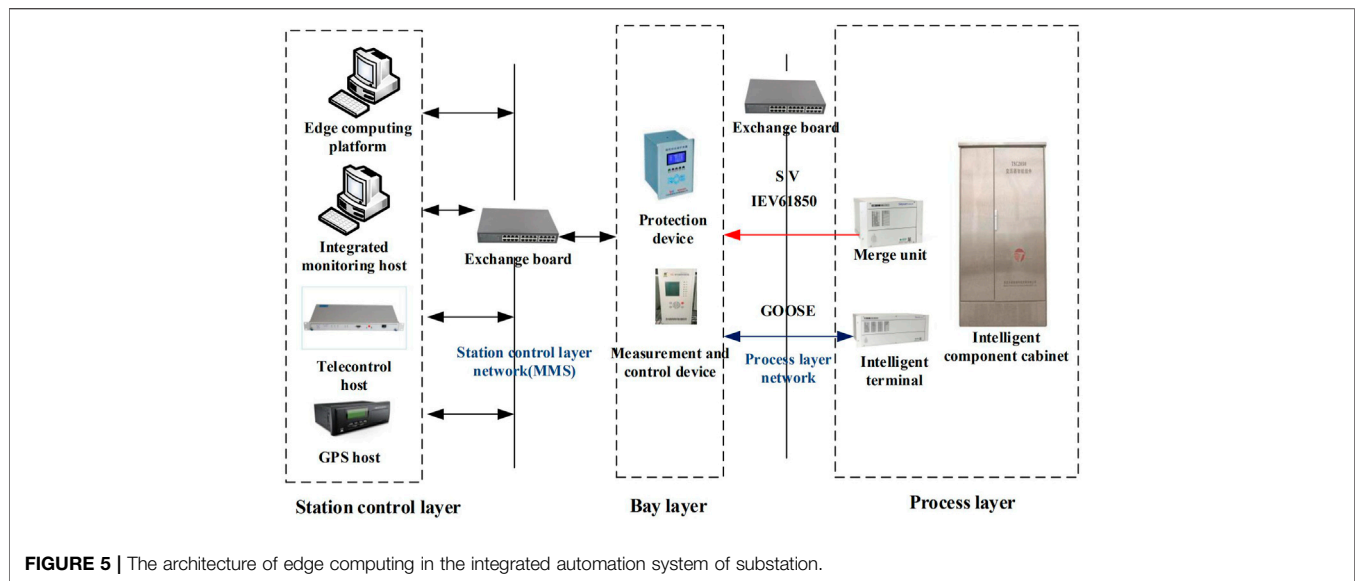 Edge computing
platform
Integrated
monitoring host
Telecontrol
host
GPS host
Station control layer
Exchange board
Station control layer
network(MMS)
Protection
device
Measurement and
control device
Bay layer
Exchange board
S V
IEV61850
GOOSE
Process layer
network
Merge unit
Intelligent
terminal
Intelligent
component cabinet
Process layer
FIGURE 5 | The architecture of edge computing in the integrated automation system of substation.